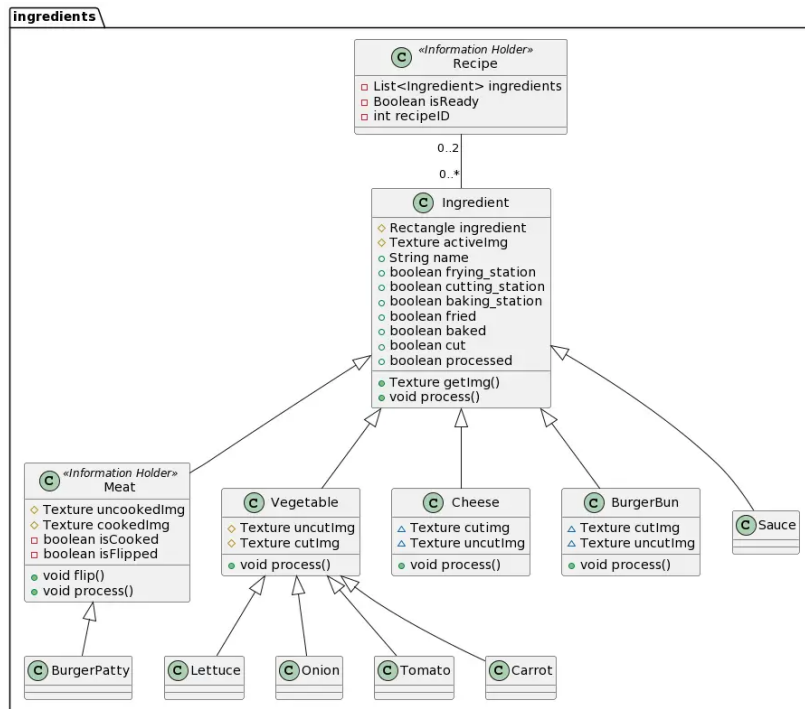 ingredients
«Information Holder»
C Recipe
List<Ingredient> ingredients
Boolean isReady
int recipeID
0..2
0..*
C Ingredient
Rectangle ingredient
Texture activeImg
String name
boolean frying_station
boolean cutting_station
boolean baking_station
boolean fried
boolean baked
boolean cut
boolean processed
Texture getImg()
void process()
«Information Holder»
C Meat
Texture uncookedImg
Texture cookedImg
boolean isCooked
boolean isFlipped
void flip()
void process()
C Vegetable
Texture uncutImg
Texture cutImg
void process()
C Cheese
Texture cutimg
Texture uncutImg
void process()
C BurgerBun
Texture cutImg
Texture uncutImg
void process()
C Sauce
C BurgerPatty
C Lettuce
C Onion
C Tomato
C Carrot